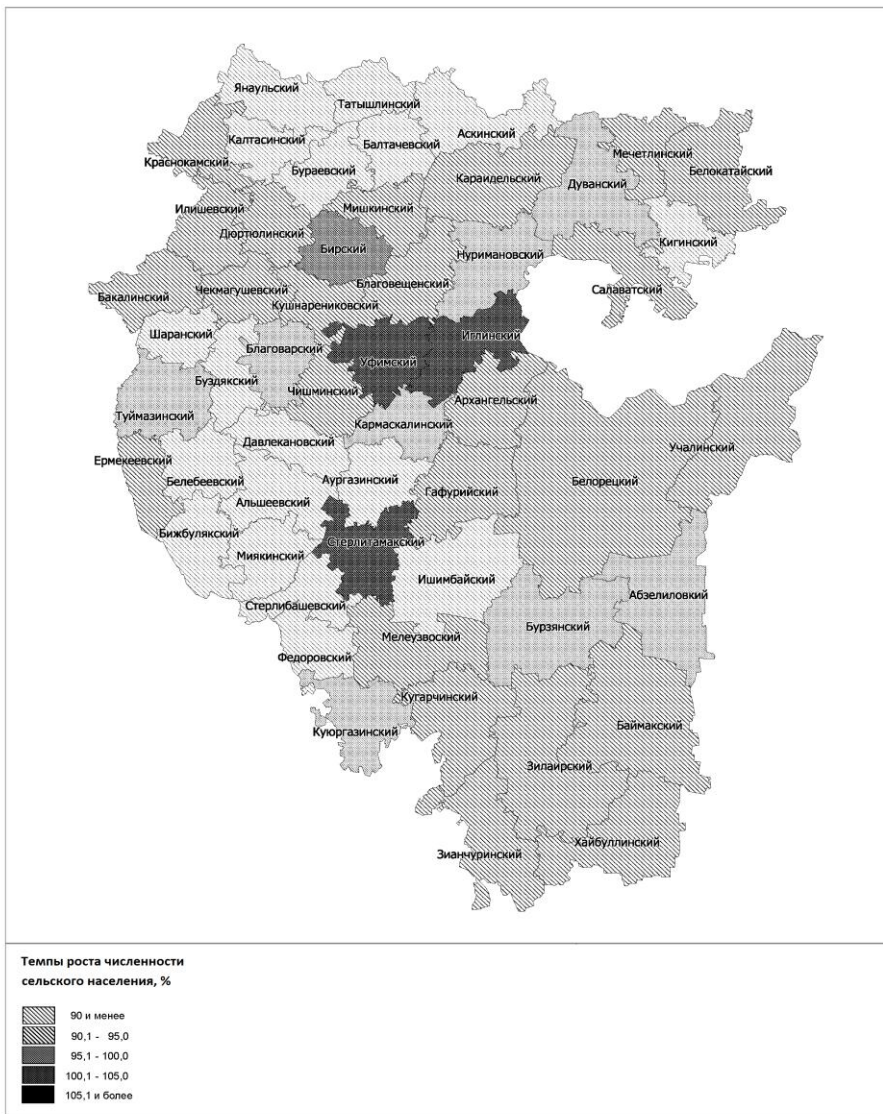 Янаульский
Татышлинский
Аскинский
Калтасинский
Балтачевский
Краснокамский
Бураевский
Караидельский
Мечетлинский
Белокатайский
Дуванский
Илишевский
Мишкинский
Дюртюлинский
Бирский
Кигинский
Нуримановский
Благовещенский
Салаватский
Бакалинский
Чекмагушевский
Кушнарениковский
Шаранский
Иглинский
Благоварский
Уфимский
Буздякский
Чишминский
Архангельский
Туймазинский
Кармаскалинский
Давлекановский
Учалинский
Ермекеевский
Белебеевский
Аургазинский
Белорецкий
Гафурийский
Альшеевский
Бижбулякский
Стерлитамакский
Миякинский
Ишимбайский
Абзелиловкий
Стерлибашевский
Бурзянский
Мелеузвоский
Федоровский
Кугарчинский
Куюргазинский
Баймакский
Зилаирский
Хайбуллинский
Зианчуринский
Темпы роста численности
сельского населения, %
90 и менее
90,1 - 95,0
95,1 - 100,0
100,1 - 105,0
105,1 и более